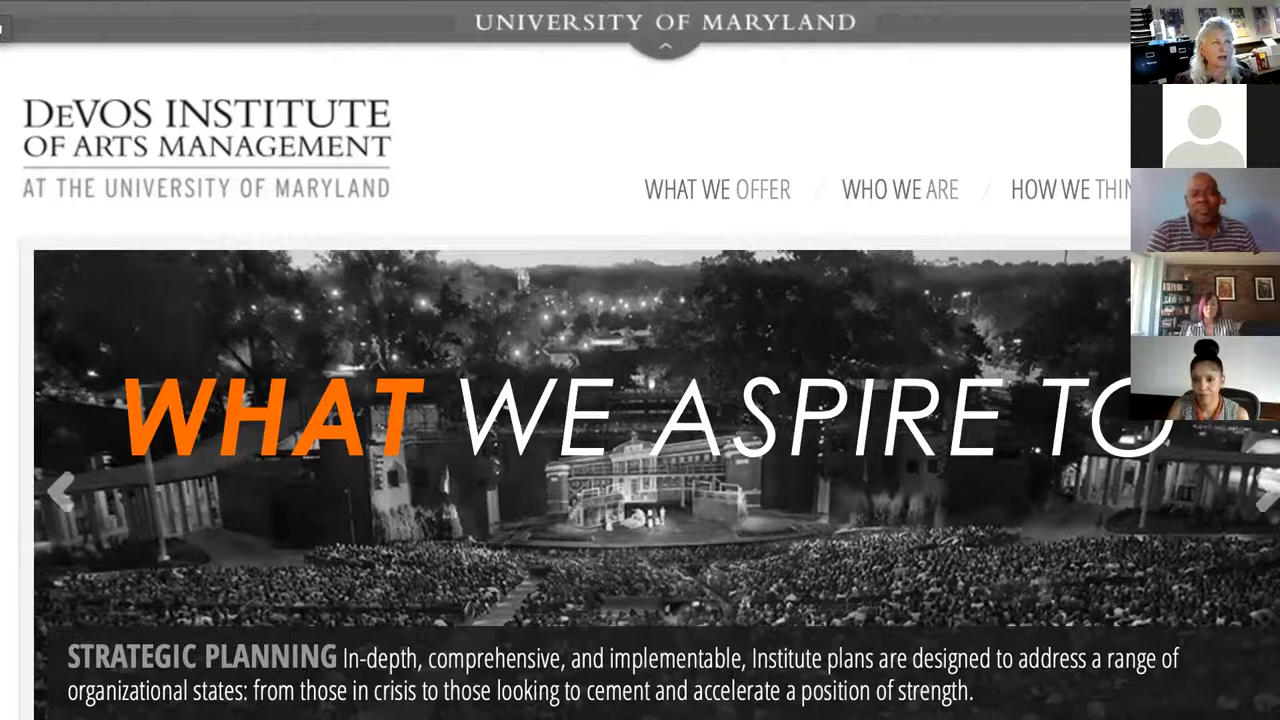 UNIVERSITY OF MARYLAND
DEVOS INSTITUTE
OF ARTS MANAGEMENT
AT THE UNIVERSITY OF MARYLAND
WHAT WE OFFER / WHO WE ARE / HOW WE
WHAT WE ASPIRE TO
STRATEGIC PLANNING In-depth, comprehensive, and implementable, Institute plans are designed to address a range of
organizational states: from those in crisis to those looking to cement and accelerate a position of strength.